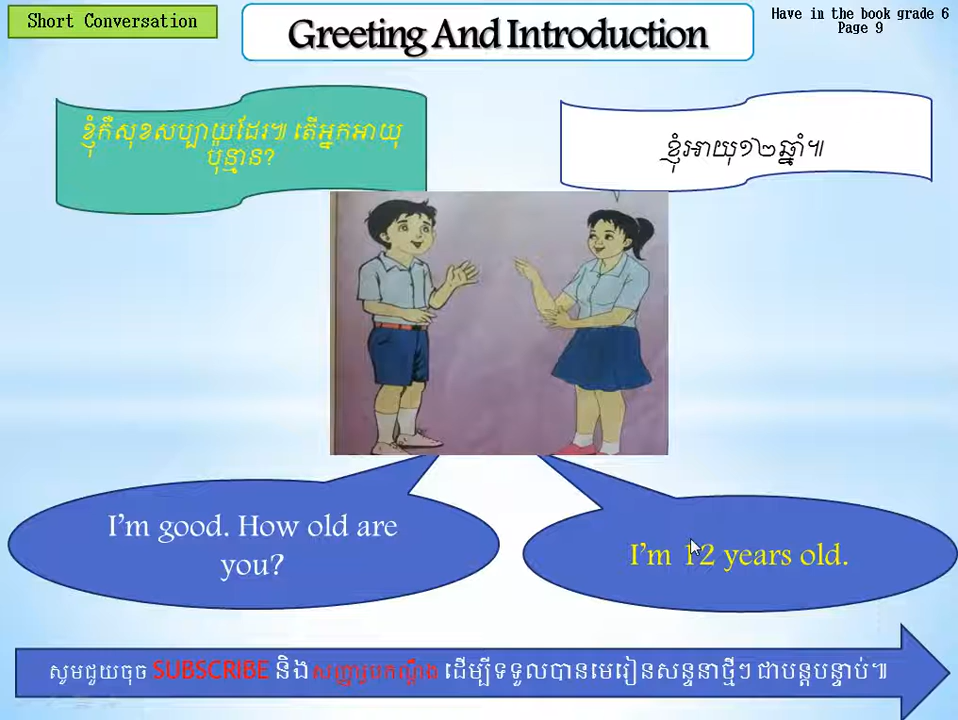 Short Conversation
Greeting And Introduction
Have in the book grade 6
Page 9
ខ្ញុំក៏សុខសប្បាយដែរ។ តើអ្នកអាយុ
ប៉ុន្មាន?
ខ្ញុំអាយុ១២ឆ្នាំ។
I'm good. How old are
you?
I'm 12 years old.
សូមជួយចុច SUBSCRIBE និង សញ្ញារូបកណ្ដឹង ដើម្បីទទួលបានមេរៀនសន្ទនាថ្មីៗ ជាបន្តបន្ទាប់។